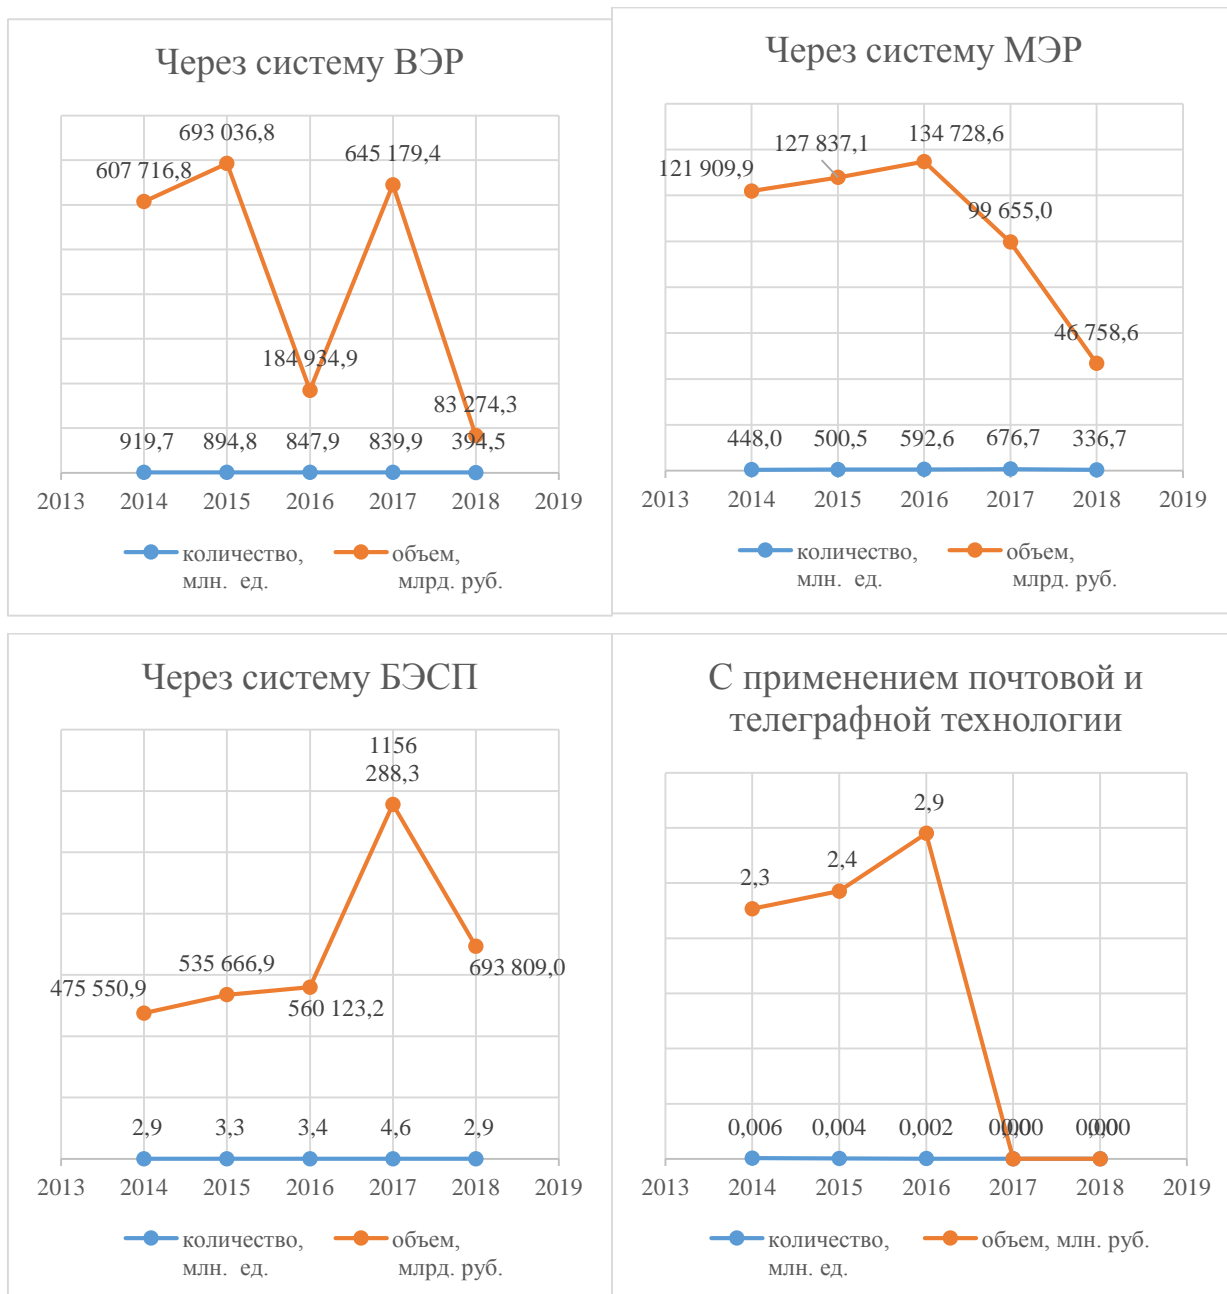 Через систему ВЭР
607 716,8
693 036,8
184 934,9
645 179,4
83 274,3
919,7 894,8 847,9 839,9 394,5
2013 2014 2015 2016 2017 2018 2019
количество,
млн. ед.
объем,
млрд. руб.
Через систему МЭР
121 909,9
127 837,1
134 728,6
99 655,0
46 758,6
448,0 500,5 592,6 676,7 336,7
2013 2014 2015 2016 2017 2018 2019
количество,
млн. ед.
объем,
млрд. руб.
Через систему БЭСП
475 550,9
535 666,9
560 123,2
1156
288,3
693 809,0
2,9 3,3 3,4 4,6 2,9
2013 2014 2015 2016 2017 2018 2019
количество,
млн. ед.
объем,
млрд. руб.
С применением почтовой и
телеграфной технологии
2,3
2,4
2,9
0,006 0,004 0,002
2013 2014 2015 2016 2017 2018 2019
количество,
млн. ед.
объем, млн. руб.